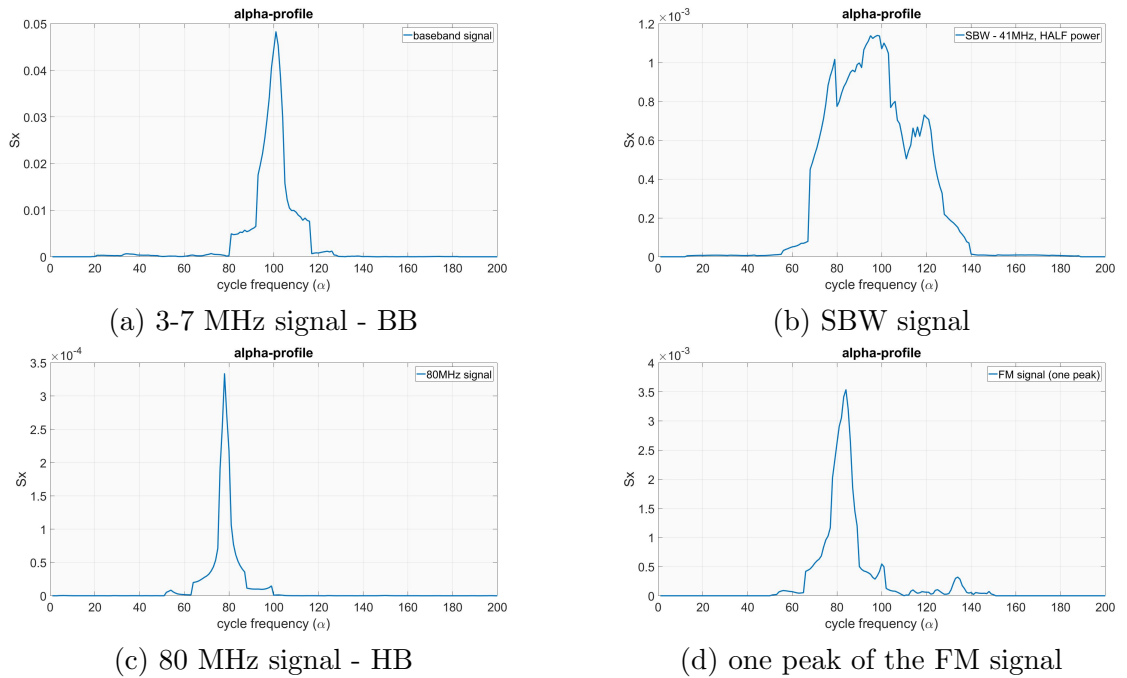 alpha-profile
baseband signal
0.05
0.04
0.03
0.02
0.01
0
Sx
0 20 40 60 80 100 120 140 160 180 200
cycle frequency (α)
(a) 3-7 MHz signal - BB
alpha-profile
×10⁻³
SBW - 41MHz, HALF power
1.2
1
0.8
0.6
0.4
0.2
0
Sx
0 20 40 60 80 100 120 140 160 180 200
cycle frequency (α)
(b) SBW signal
alpha-profile
×10⁻⁴
80MHz signal
3.5
3
2.5
2
1.5
1
0.5
0
Sx
0 20 40 60 80 100 120 140 160 180 200
cycle frequency (α)
(c) 80 MHz signal - HB
alpha-profile
×10⁻³
FM signal (one peak)
4
3.5
3
2.5
2
1.5
1
0.5
0
Sx
0 20 40 60 80 100 120 140 160 180 200
cycle frequency (α)
(d) one peak of the FM signal